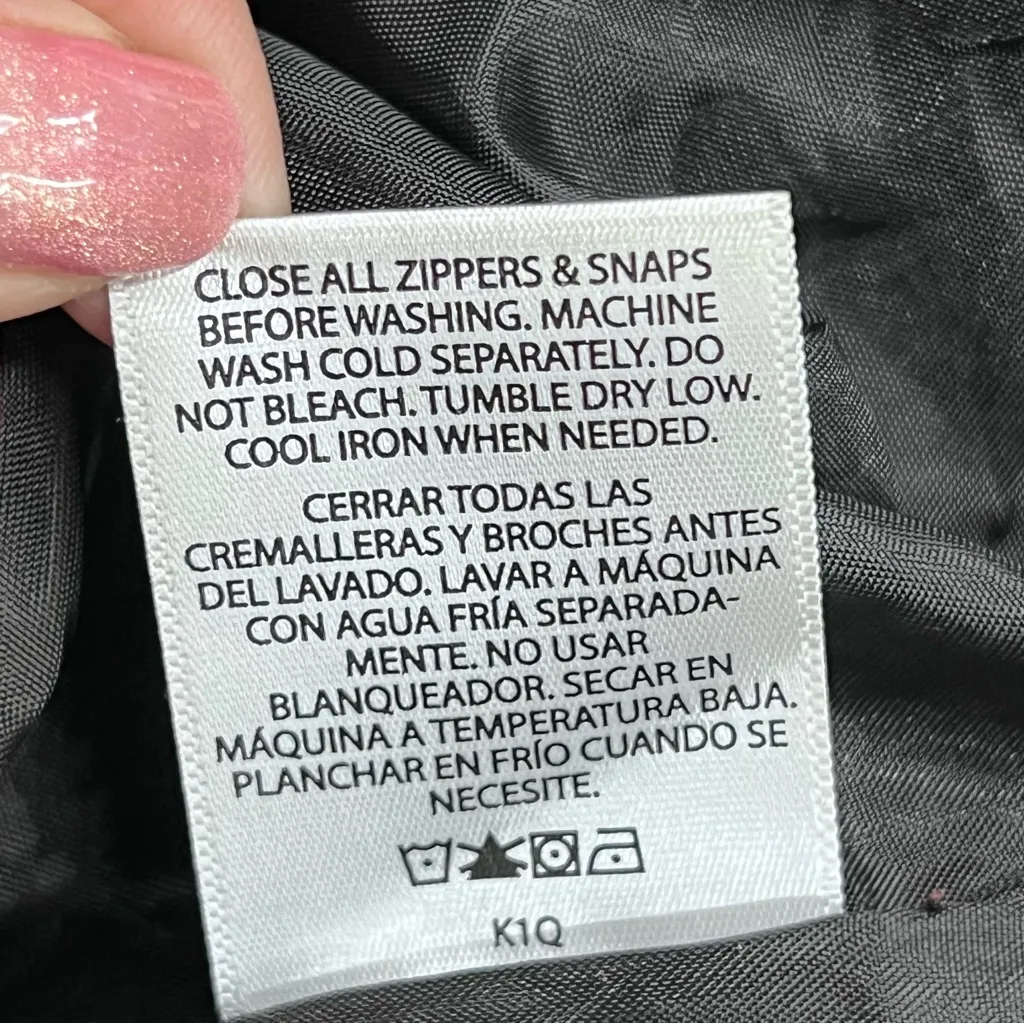 CLOSE ALL ZIPPERS & SNAPS
BEFORE WASHING. MACHINE
WASH COLD SEPARATELY. DO
NOT BLEACH. TUMBLE DRY LOW.
COOL IRON WHEN NEEDED.
CERRAR TODAS LAS
CREMALLERAS Y BROCHES ANTES
DEL LAVADO. LAVAR A MÁQUINA
CON AGUA FRÍA SEPARADA-
MENTE. NO USAR
BLANQUEADOR. SECAR EN
MÁQUINA A TEMPERATURA BAJA.
PLANCHAR EN FRÍO CUANDO SE
NECESITE.
K1Q